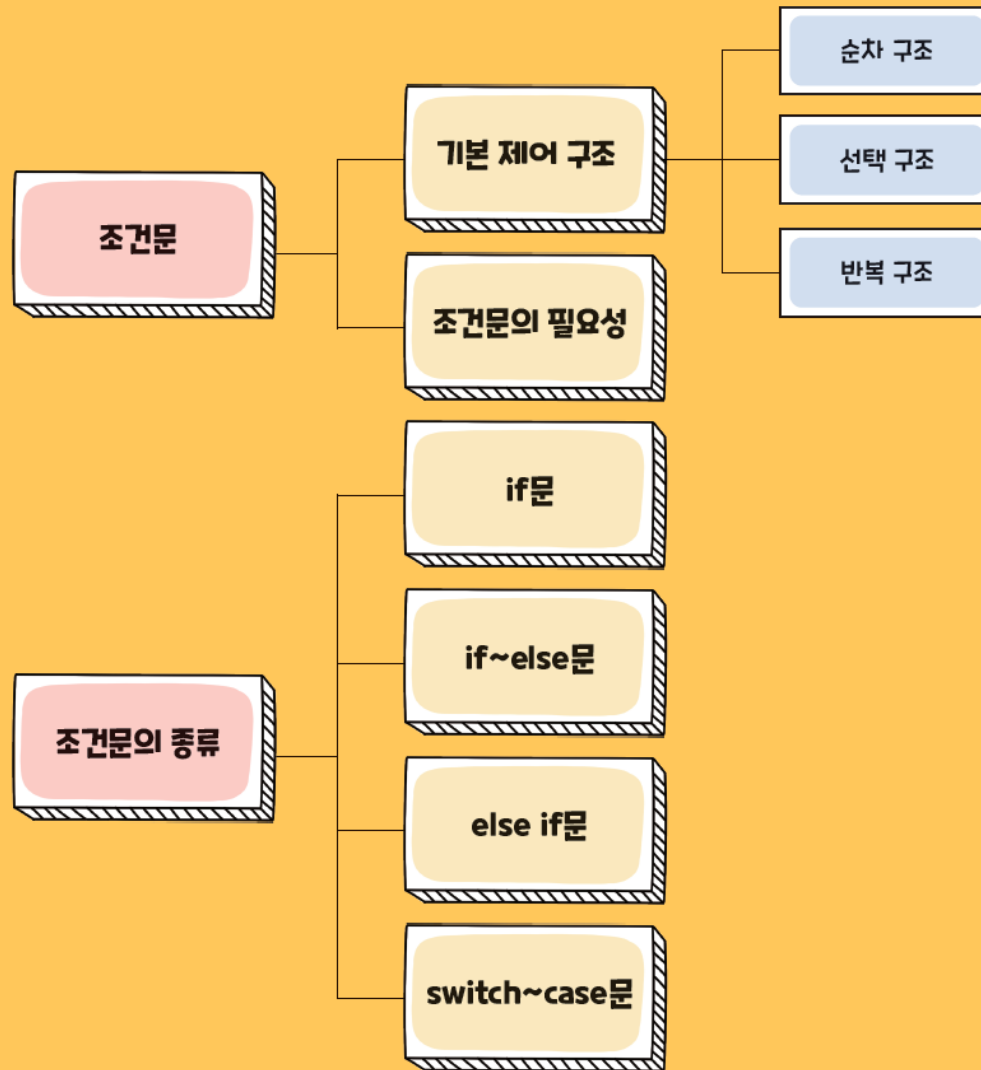 조건문
기본 제어 구조
순차 구조
선택 구조
반복 구조
조건문의 필요성
조건문의 종류
if문
if~else문
else if문
switch~case문